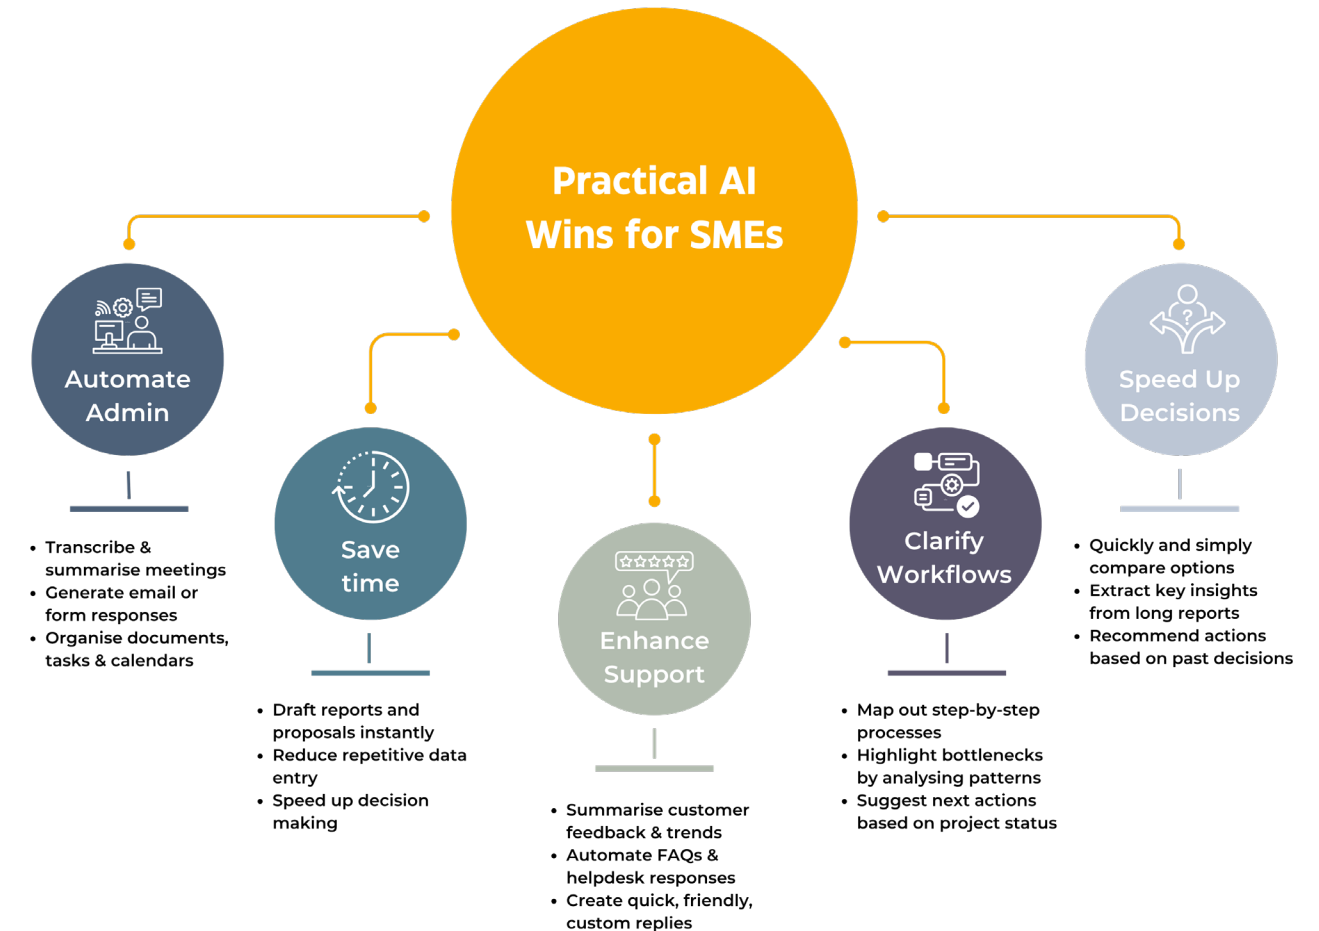 Practical AI
Wins for SMEs
Automate
Admin
• Transcribe &
summarise meetings
• Generate email or
form responses
• Organise documents,
tasks & calendars
Save
time
• Draft reports and
proposals instantly
• Reduce repetitive data
entry
• Speed up decision
making
Enhance
Support
• Summarise customer
feedback & trends
• Automate FAQs &
helpdesk responses
• Create quick, friendly,
custom replies
Clarify
Workflows
• Map out step-by-step
processes
• Highlight bottlenecks
by analysing patterns
• Suggest next actions
based on project status
?
Speed Up
Decisions
• Quickly and simply
compare options
• Extract key insights
from long reports
• Recommend actions
based on past decisions